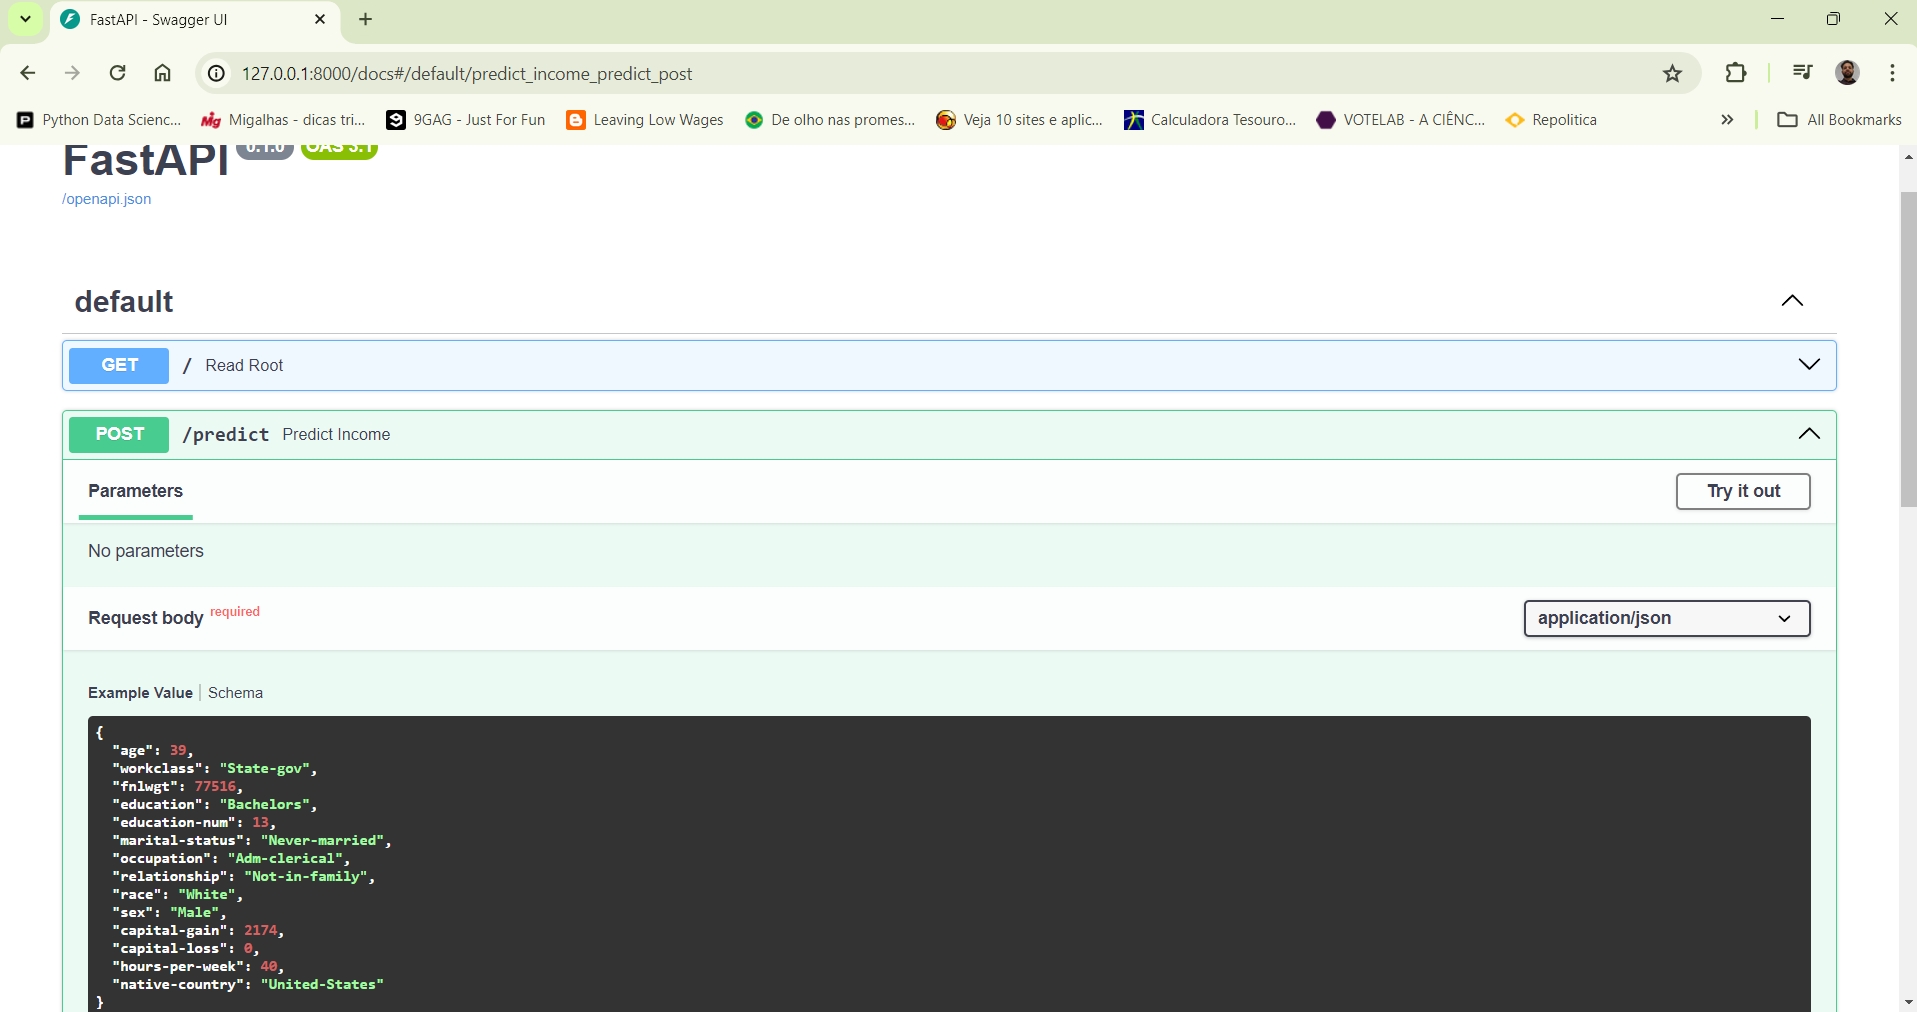 FastAPI - Swagger UI
127.0.0.1:8000/docs#/default/predict_income_predict_post
Python Data Scienc... Migalhas - dicas tri... 9GAG - Just For Fun Leaving Low Wages De olho nas promes... Veja 10 sites e aplic... Calculadora Tesouro... VOTELAB - A CIÊNC... Repolitica All Bookmarks
FastAPI 0.1.0 OAS 3.1
/openapi.json
default
GET / Read Root
POST /predict Predict Income
Parameters Try it out
No parameters
Request body required application/json
Example Value Schema
{
"age": 39,
"workclass": "State-gov",
"fnlwgt": 77516,
"education": "Bachelors",
"education-num": 13,
"marital-status": "Never-married",
"occupation": "Adm-clerical",
"relationship": "Not-in-family",
"race": "White",
"sex": "Male",
"capital-gain": 2174,
"capital-loss": 0,
"hours-per-week": 40,
"native-country": "United-States"
}